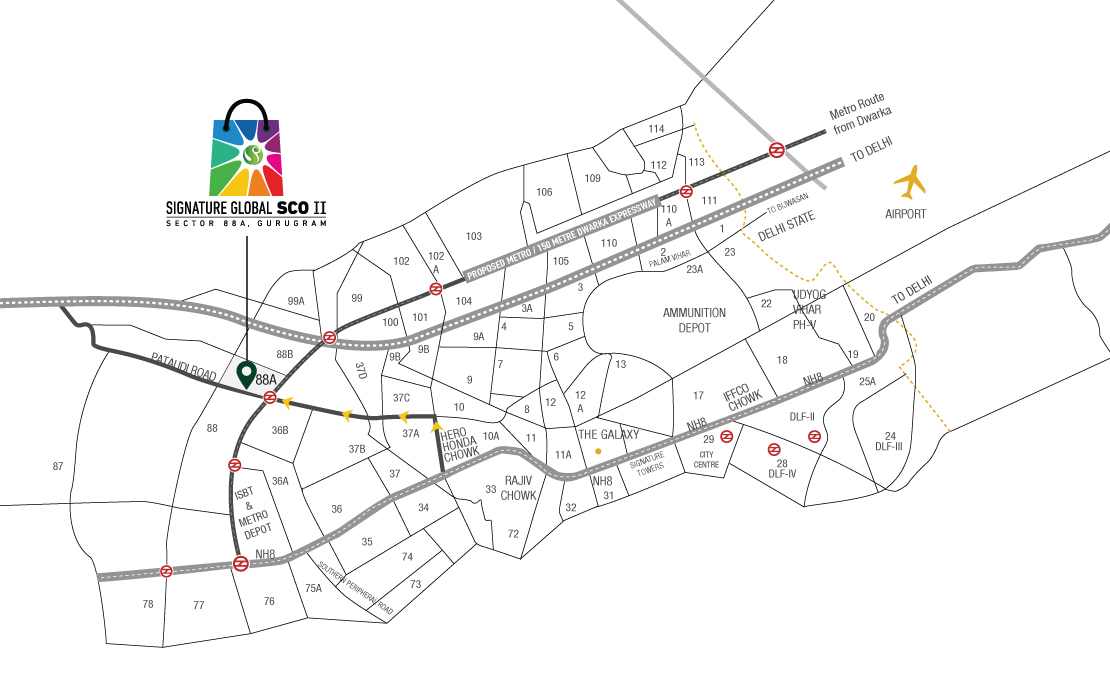 SIGNATURE GLOBAL SCO II
SECTOR 88A, GURUGRAM
Metro Route
from Dwarka
TO DELHI
AIRPORT
114
112
113
109
106
111
110
A
PROPOSED METRO / 150 METRE DWARKA EXPRESSWAY
TO BIJWASAN
DELHI STATE
1
103
102
102
A
110
2
PALAM VIHAR
23
23A
105
3
99A
99
104
3A
100
101
4
5
AMMUNITION
DEPOT
22
UDYOG
VIHAR
PH-V
20
TO DELHI
88B
37D
9B
9B
9A
7
6
13
18
19
PATAUDI ROAD
88A
9
37C
10
8
12
12
A
17
IFFCO
CHOWK
NH8
25A
88
36B
37B
37A
HERO
HONDA
CHOWK
10A
11
11A
THE GALAXY
NH8
29
CITY
CENTRE
DLF-II
24
DLF-III
28
DLF-IV
SIGNATURE
TOWERS
87
36A
37
33
RAJIV
CHOWK
NH8
31
32
ISBT
&
METRO
DEPOT
36
34
72
35
74
73
NH8
SOUTHERN PERIPHERAL ROAD
75A
76
77
78